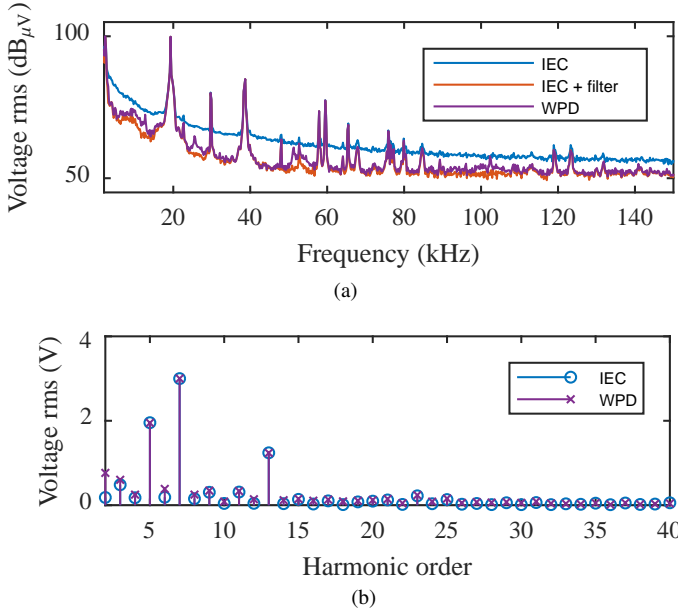 Voltage rms (dBμV)
100
50
IEC
IEC + filter
WPD
20 40 60 80 100 120 140
Frequency (kHz)
(a)
Voltage rms (V)
4
2
0
IEC
WPD
5 10 15 20 25 30 35 40
Harmonic order
(b)